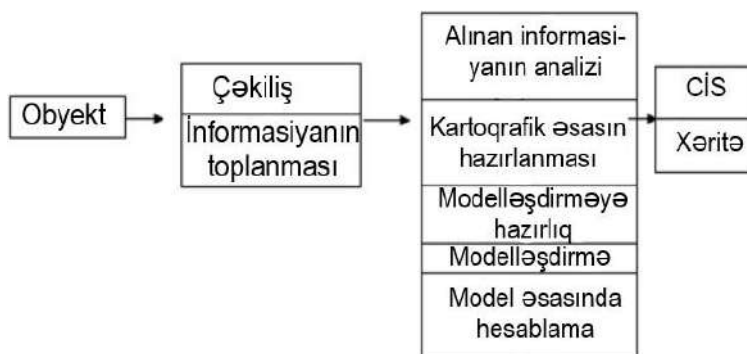 Obyekt
Çəkiliş
İnformasiyanın
toplanması
Alınan informasi-
yanın analizi
Kartoqrafik əsasın
hazırlanması
Modelləşdirməyə
hazırlıq
Modelləşdirmə
Model əsasında
hesablama
CİS
Xəritə